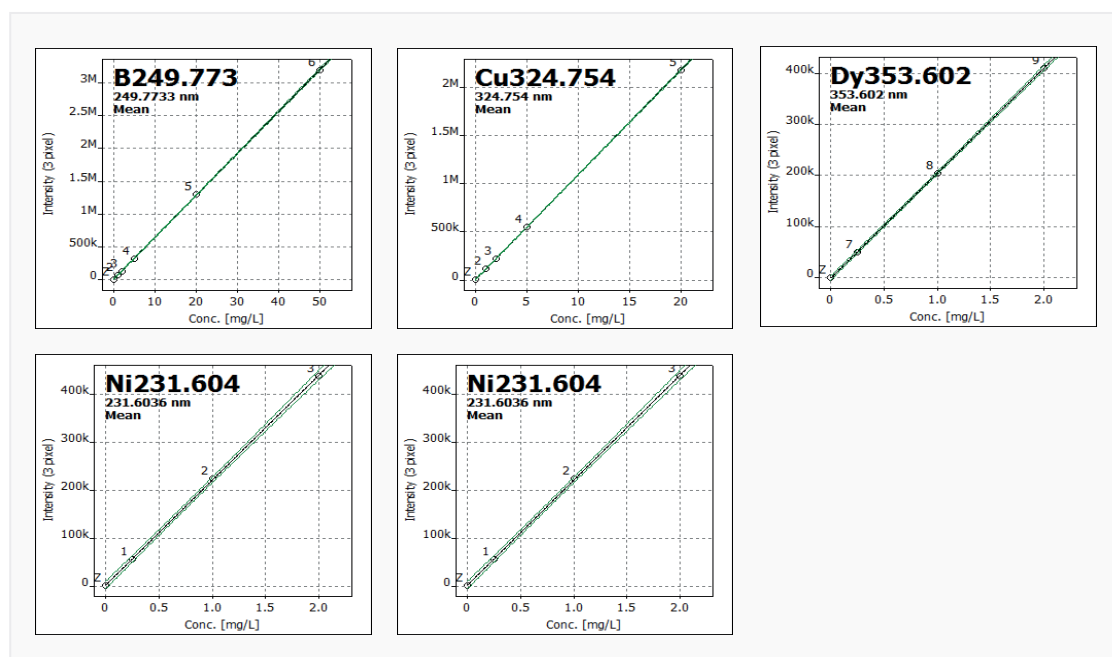 B249.773
249.7733 nm
Mean
Intensity (3 pixel)
3M
2.5M
2M
1.5M
1M
500k
0
Z
2
3
4
5
6
0 10 20 30 40 50
Conc. [mg/L]
Cu324.754
324.754 nm
Mean
Intensity (3 pixel)
2M
1.5M
1M
500k
0
Z
2
3
4
5
0 5 10 15 20
Conc. [mg/L]
Dy353.602
353.602 nm
Mean
Intensity (3 pixel)
400k
300k
200k
100k
0
Z
7
8
9
0 0.5 1.0 1.5 2.0
Conc. [mg/L]
Ni231.604
231.6036 nm
Mean
Intensity (3 pixel)
400k
300k
200k
100k
0
Z
1
2
3
0 0.5 1.0 1.5 2.0
Conc. [mg/L]
Ni231.604
231.6036 nm
Mean
Intensity (3 pixel)
400k
300k
200k
100k
0
Z
1
2
3
0 0.5 1.0 1.5 2.0
Conc. [mg/L]